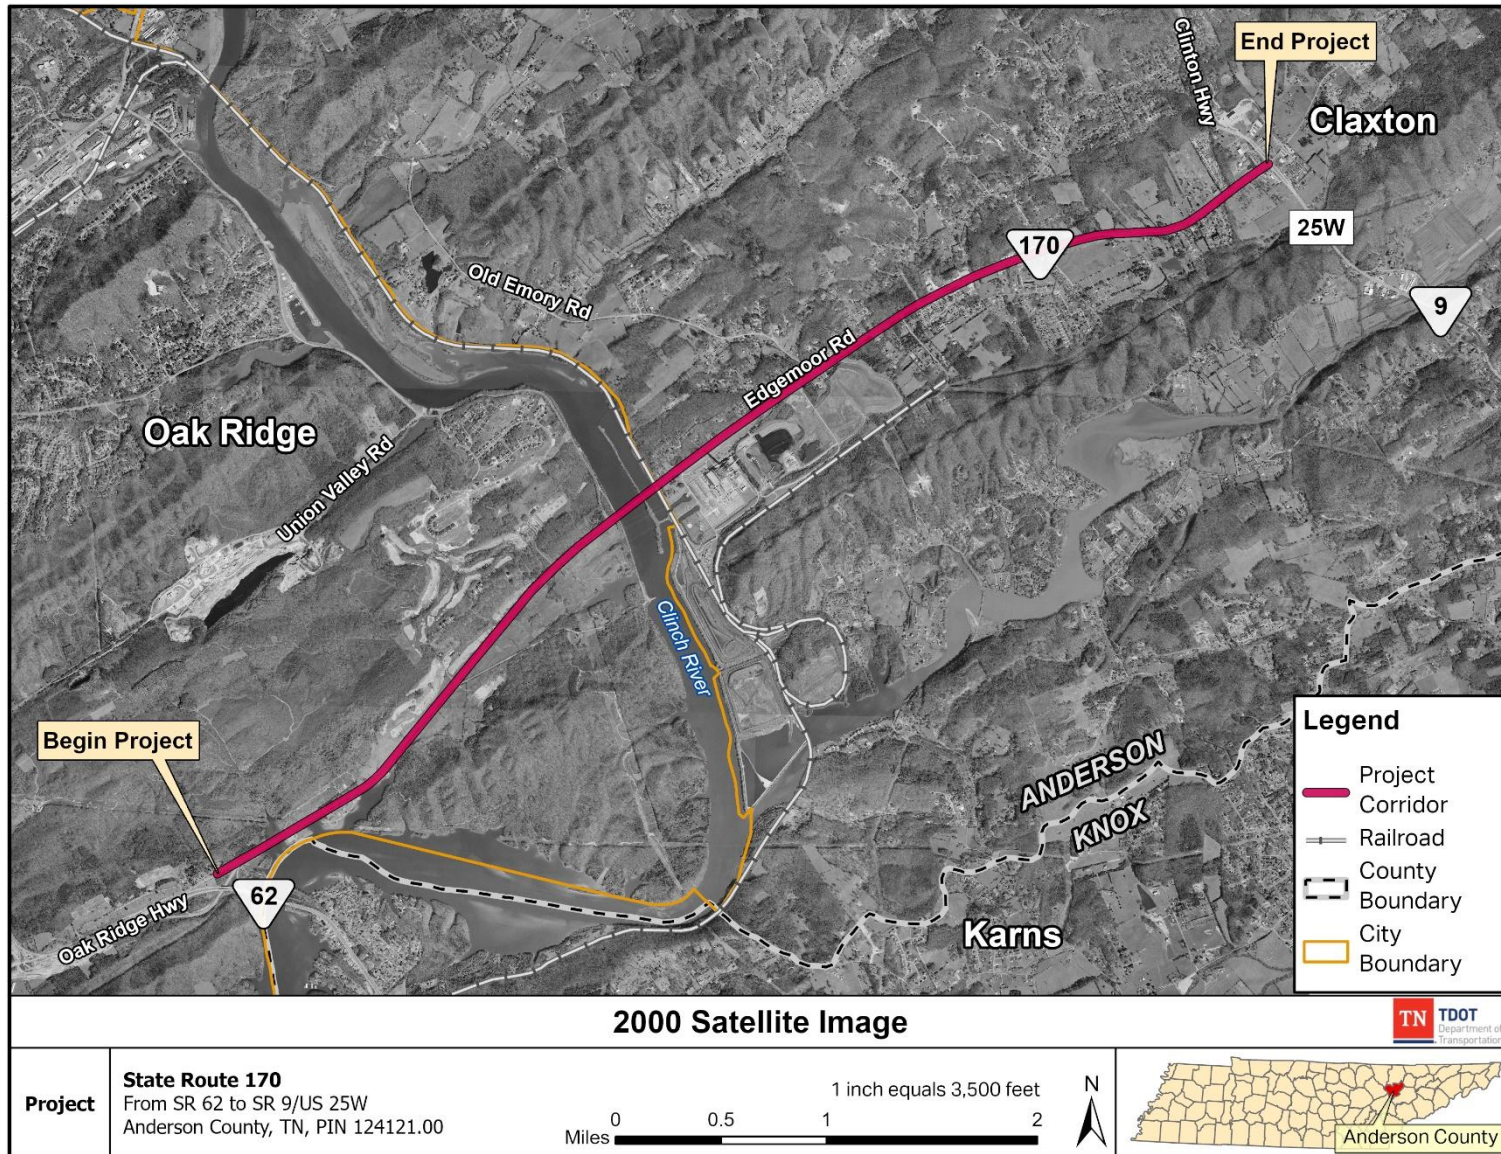 End Project
Clinton Hwy
Claxton
25W
170
9
Old Emory Rd
Edgemoor Rd
Oak Ridge
Union Valley Rd
Clinch River
Begin Project
62
Oak Ridge Hwy
ANDERSON
KNOX
Karns
Legend
Project
Corridor
Railroad
County
Boundary
City
Boundary
2000 Satellite Image
TN TDOT
Department of
Transportation
Project
State Route 170
From SR 62 to SR 9/US 25W
Anderson County, TN, PIN 124121.00
1 inch equals 3,500 feet
0 0.5 1 2
Miles
N
Anderson County